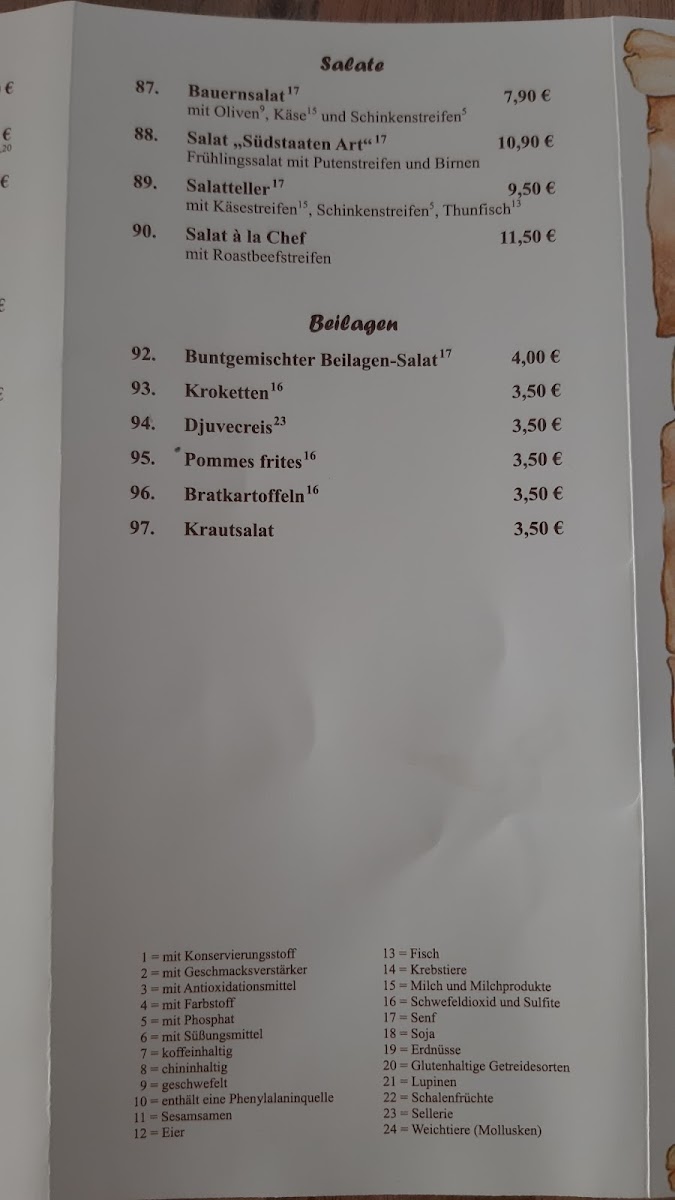 Salate
87. Bauernsalat17 7,90 €
mit Oliven9, Käse15 und Schinkenstreifen5
88. Salat „Südstaaten Art“17 10,90 €
Frühlingssalat mit Putenstreifen und Birnen
89. Salatteller17 9,50 €
mit Käsestreifen15, Schinkenstreifen5, Thunfisch13
90. Salat à la Chef 11,50 €
mit Roastbeefstreifen
Beilagen
92. Buntgemischter Beilagen-Salat17 4,00 €
93. Kroketten16 3,50 €
94. Djuvecreis23 3,50 €
95. Pommes frites16 3,50 €
96. Bratkartoffeln16 3,50 €
97. Krautsalat 3,50 €
1 = mit Konservierungsstoff
2 = mit Geschmacksverstärker
3 = mit Antioxidationsmittel
4 = mit Farbstoff
5 = mit Phosphat
6 = mit Süßungsmittel
7 = koffeinhaltig
8 = chininhaltig
9 = geschwefelt
10 = enthält eine Phenylalaninquelle
11 = Sesamsamen
12 = Eier
13 = Fisch
14 = Krebstiere
15 = Milch und Milchprodukte
16 = Schwefeldioxid und Sulfite
17 = Senf
18 = Soja
19 = Erdnüsse
20 = Glutenhaltige Getreidesorten
21 = Lupinen
22 = Schalenfrüchte
23 = Sellerie
24 = Weichtiere (Mollusken)
€
€
,20
€
€
€